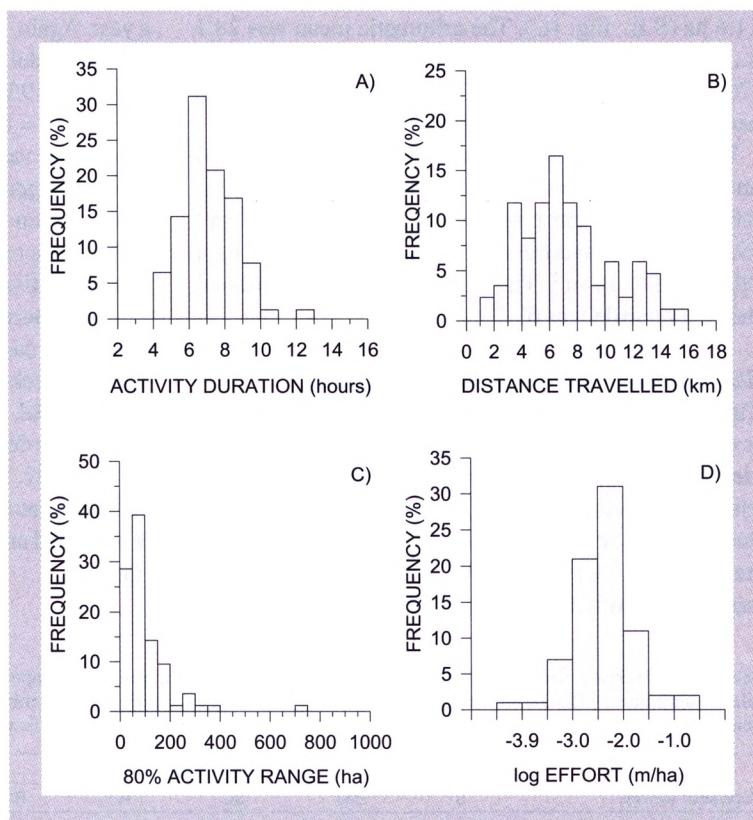 A)
FREQUENCY (%)
35
30
25
20
15
10
5
0
2 4 6 8 10 12 14 16
ACTIVITY DURATION (hours)
B)
FREQUENCY (%)
25
20
15
10
5
0
0 2 4 6 8 10 12 14 16 18
DISTANCE TRAVELLED (km)
C)
FREQUENCY (%)
50
40
30
20
10
0
0 200 400 600 800 1000
80% ACTIVITY RANGE (ha)
D)
FREQUENCY (%)
35
30
25
20
15
10
5
0
-3.9 -3.0 -2.0 -1.0
log EFFORT (m/ha)